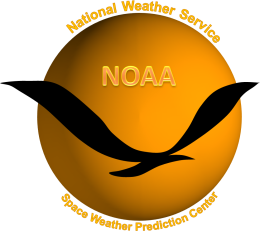 National Weather Service
NOAA
Space Weather Prediction Center